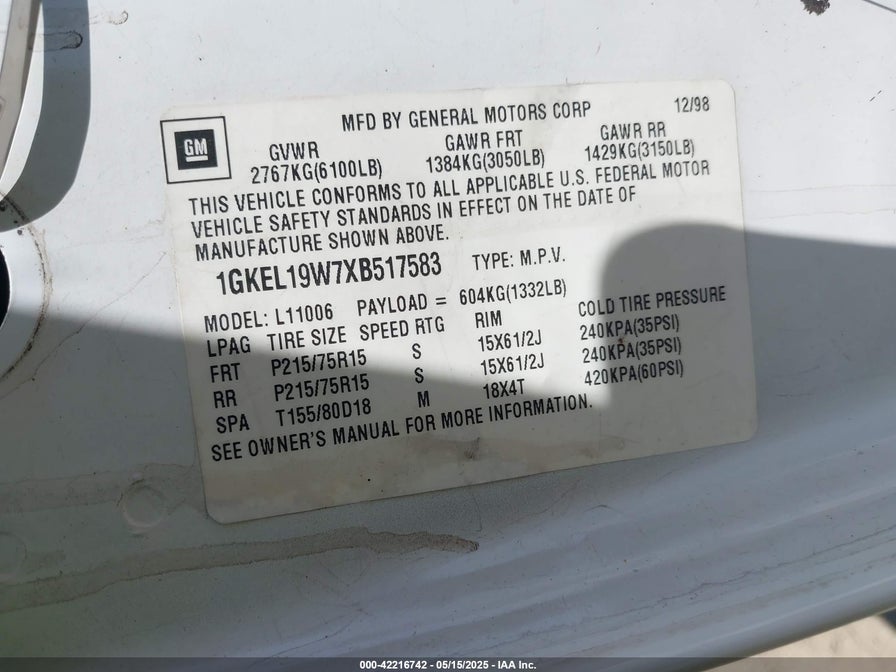 MFD BY GENERAL MOTORS CORP 12/98
GM
GVWR GAWR FRT GAWR RR
2767KG(6100LB) 1384KG(3050LB) 1429KG(3150LB)
THIS VEHICLE CONFORMS TO ALL APPLICABLE U.S. FEDERAL MOTOR
VEHICLE SAFETY STANDARDS IN EFFECT ON THE DATE OF
MANUFACTURE SHOWN ABOVE.
1GKEL19W7XB517583 TYPE: M.P.V.
MODEL: L11006 PAYLOAD = 604KG(1332LB)
LPAG TIRE SIZE SPEED RTG RIM COLD TIRE PRESSURE
FRT P215/75R15 S 15X61/2J 240KPA(35PSI)
RR P215/75R15 S 15X61/2J 240KPA(35PSI)
SPA T155/80D18 M 18X4T 420KPA(60PSI)
SEE OWNER'S MANUAL FOR MORE INFORMATION.
000-42216742 - 05/15/2025 - IAA Inc.